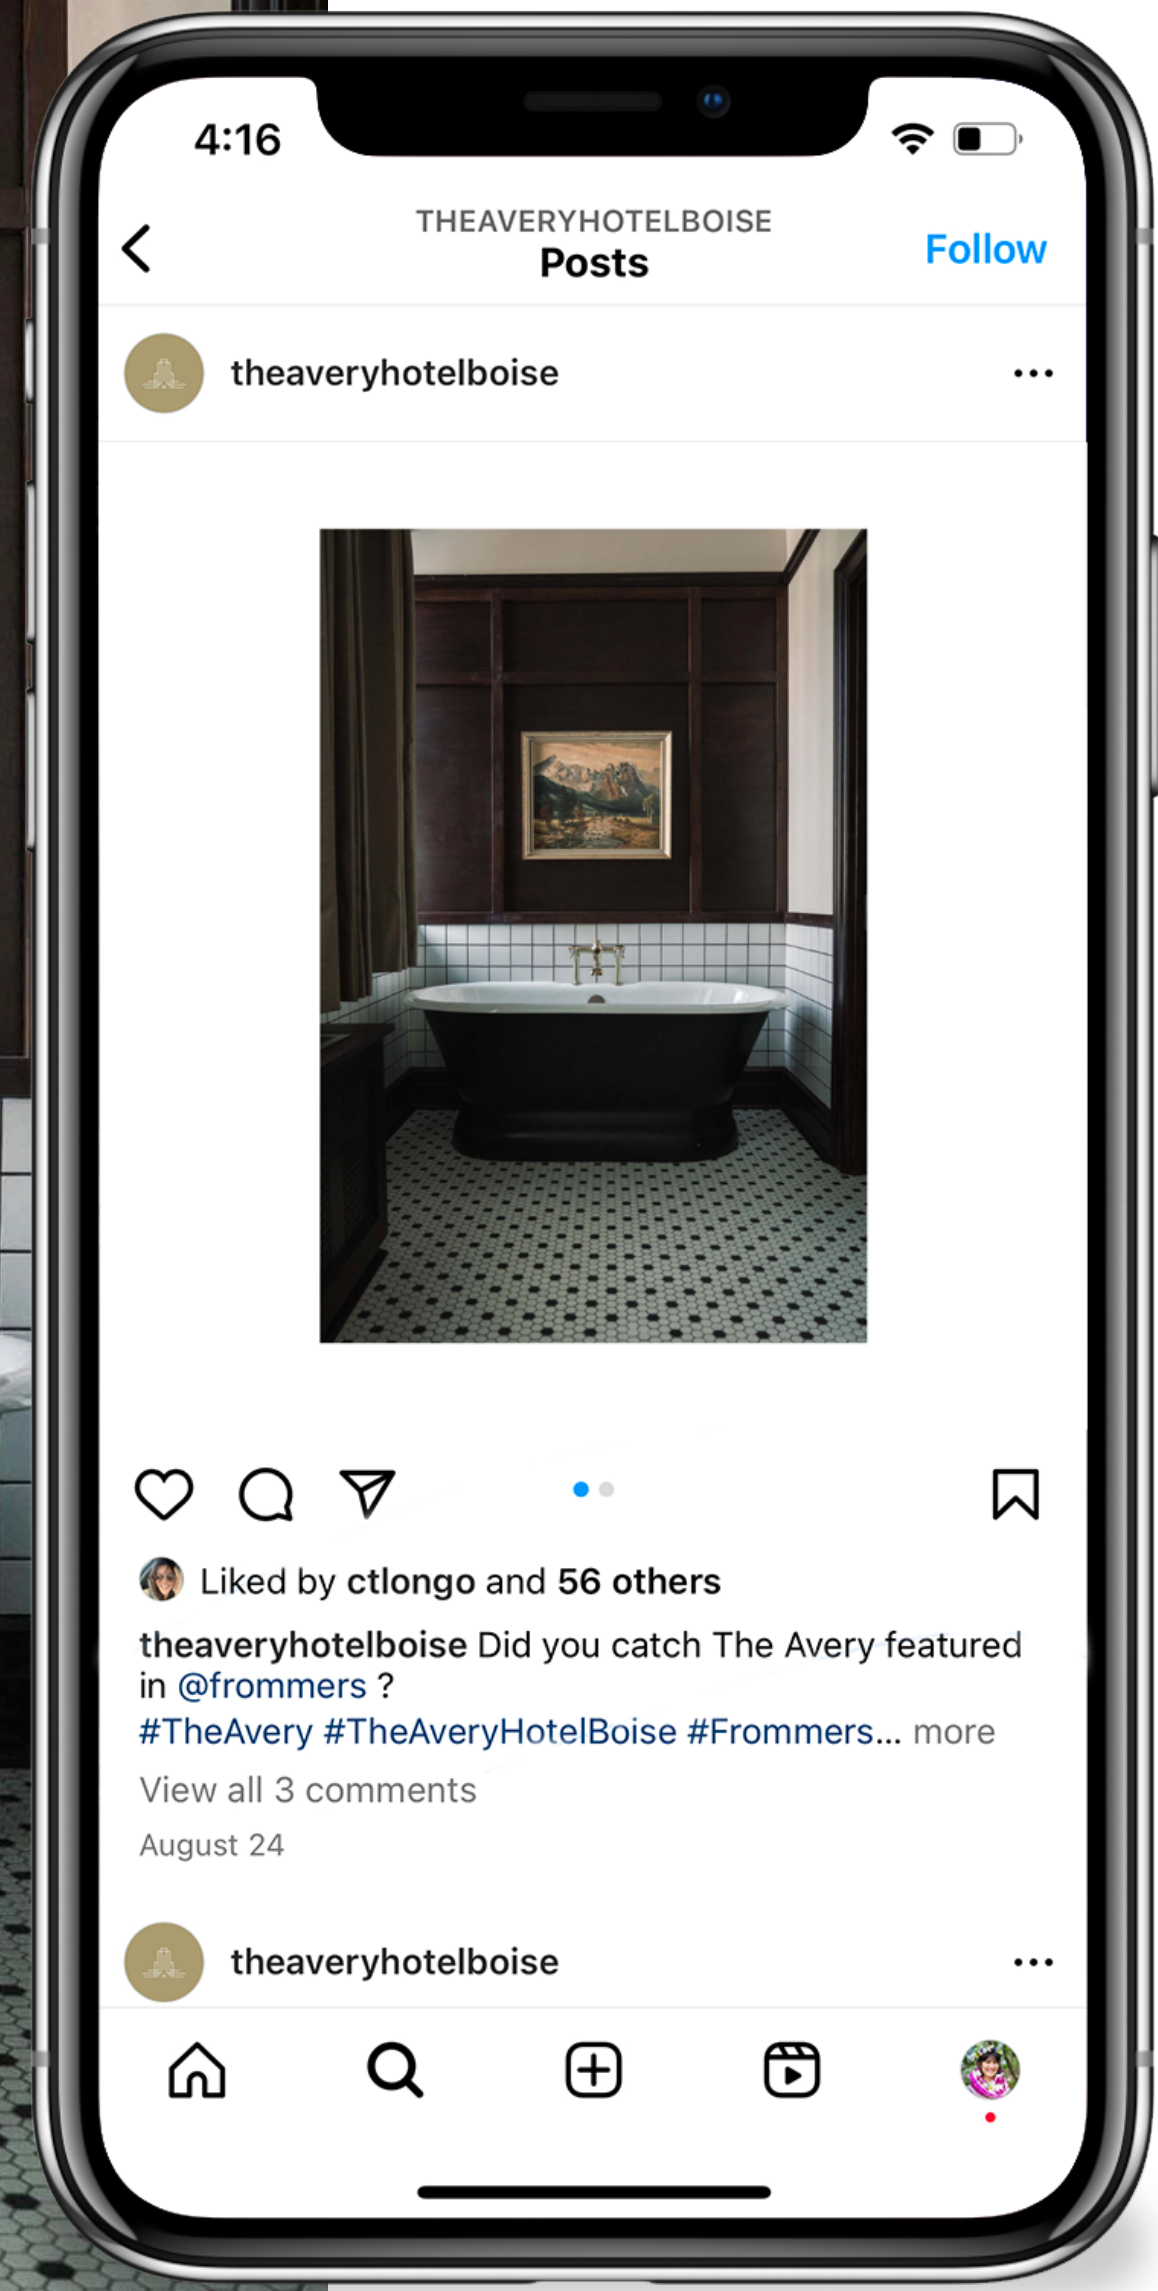 4:16
THEAVERYHOTELBOISE
Posts
Follow
theaveryhotelboise
Liked by ctlongo and 56 others
theaveryhotelboise Did you catch The Avery featured
in @frommers ?
#TheAvery #TheAveryHotelBoise #Frommers... more
View all 3 comments
August 24
theaveryhotelboise